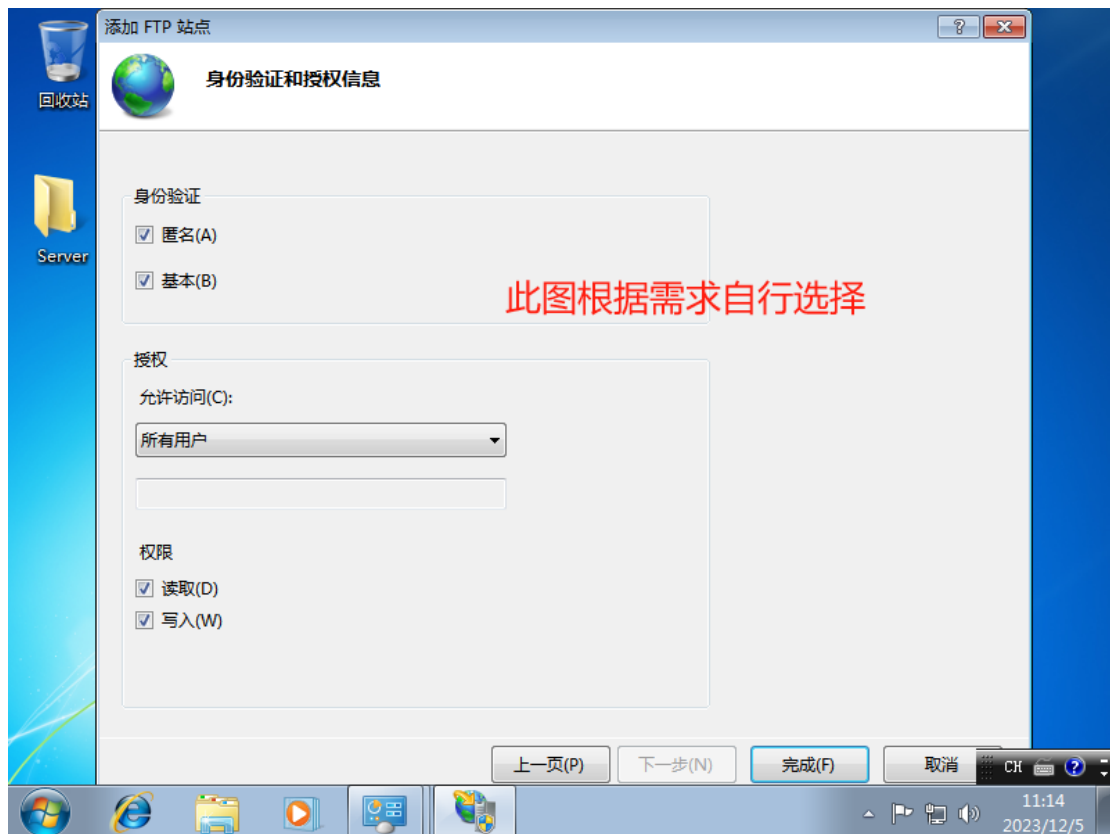 添加 FTP 站点
回收站
身份验证和授权信息
身份验证
匿名(A)
Server
基本(B)
此图根据需求自行选择
授权
允许访问(C):
所有用户
权限
读取(D)
写入(W)
上一页(P)
下一步(N)
完成(F)
取消
CH
11:14
2023/12/5